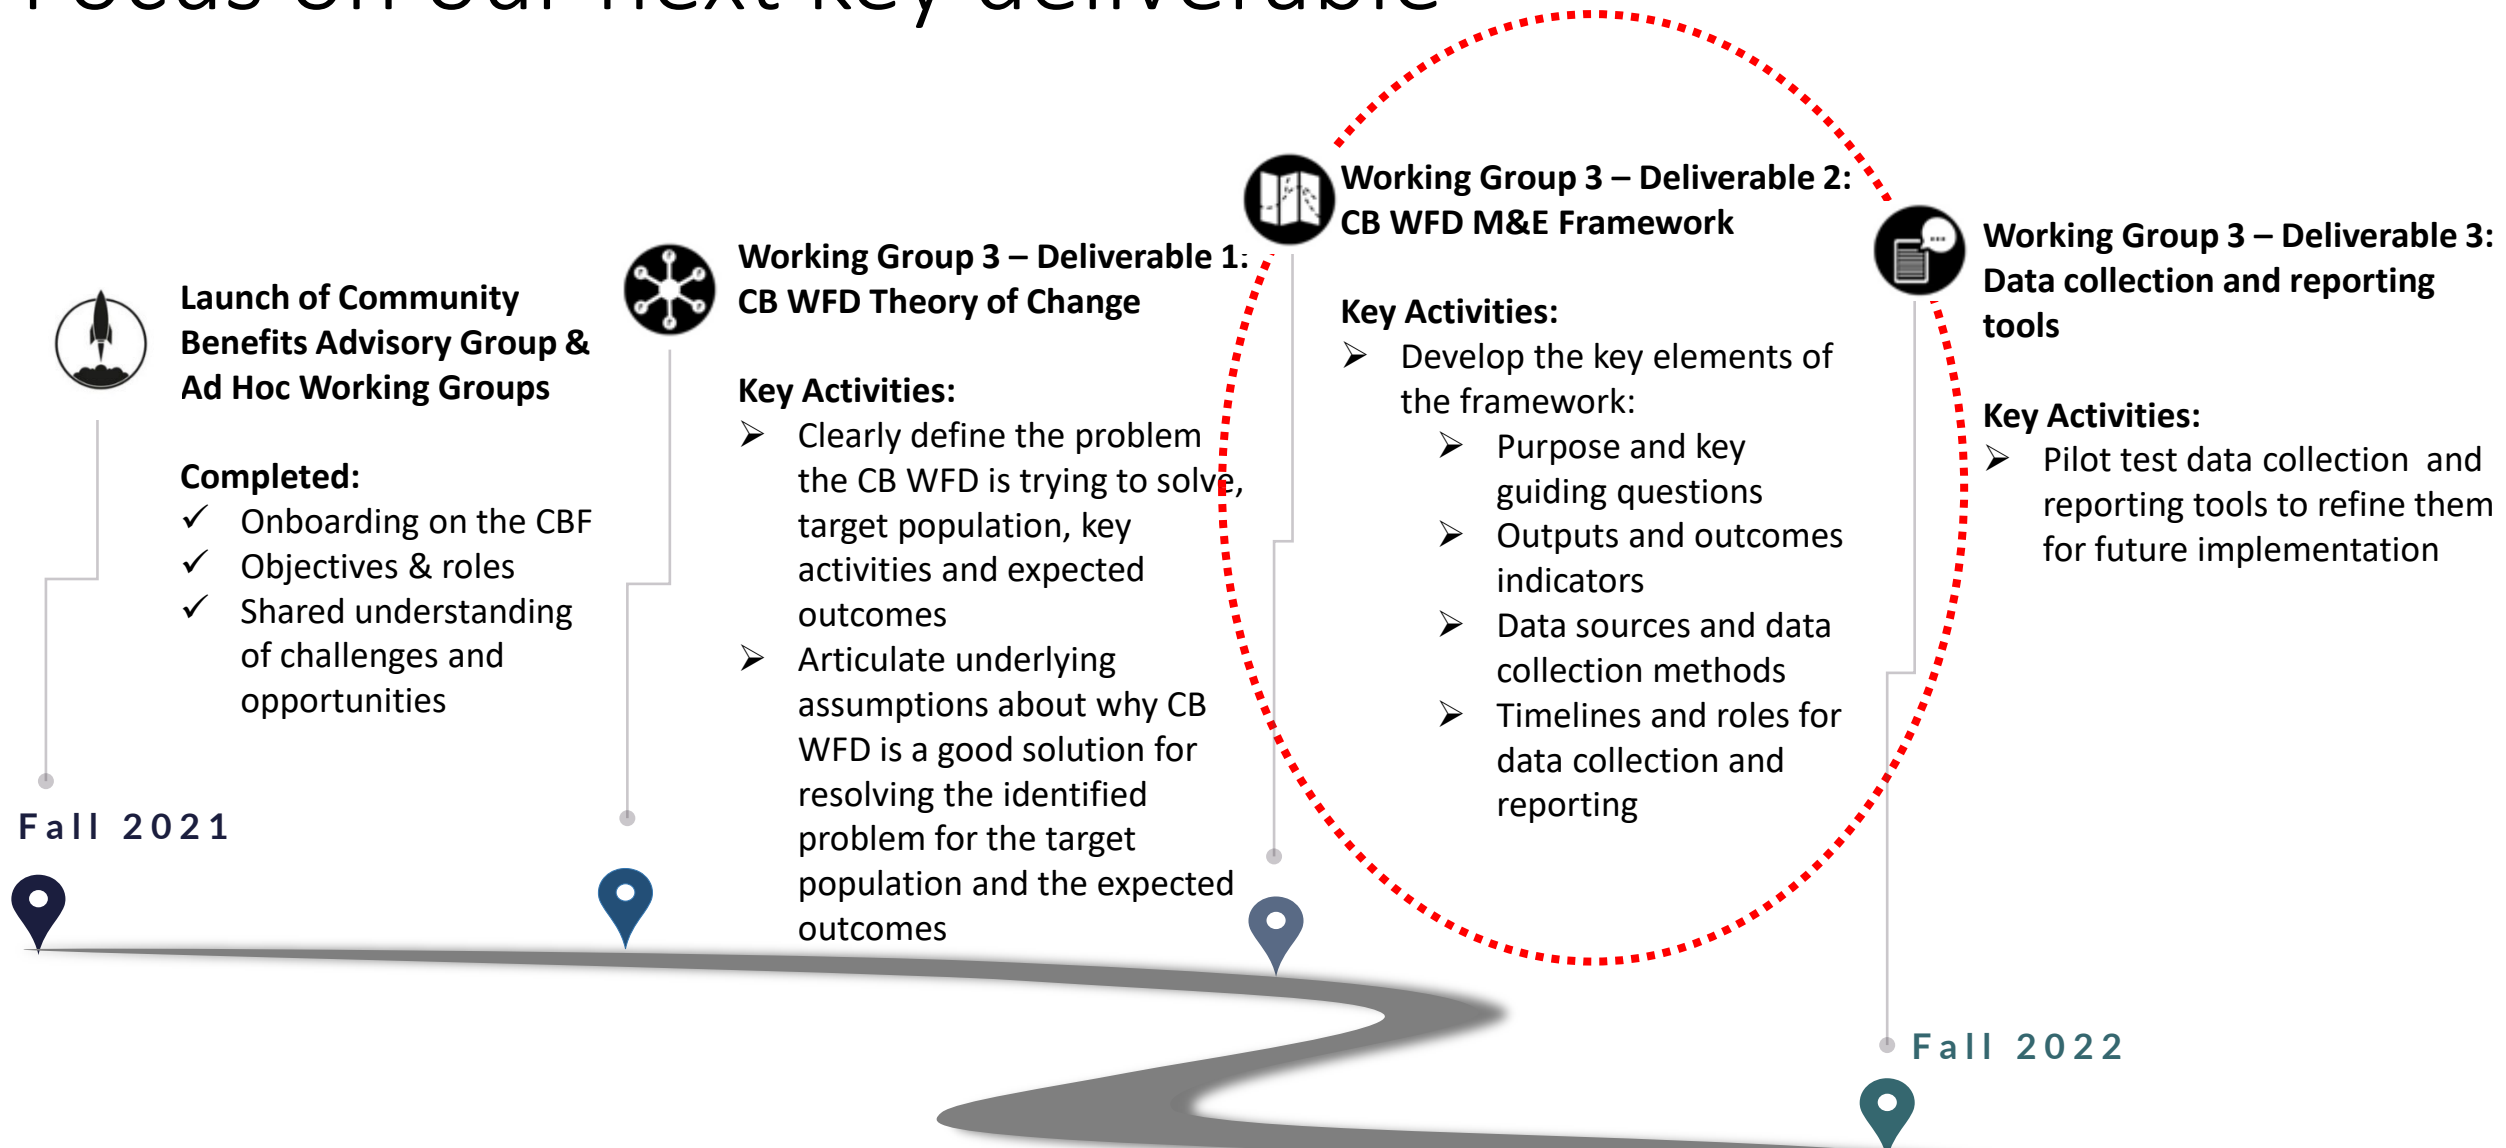 Focus on our next key deliverable
Launch of Community
Benefits Advisory Group &
Ad Hoc Working Groups
Completed:
✓ Onboarding on the CBF
✓ Objectives & roles
✓ Shared understanding
of challenges and
opportunities
Fall 2021
Working Group 3 – Deliverable 1:
CB WFD Theory of Change
Key Activities:
➢ Clearly define the problem
the CB WFD is trying to solve,
target population, key
activities and expected
outcomes
➢ Articulate underlying
assumptions about why CB
WFD is a good solution for
resolving the identified
problem for the target
population and the expected
outcomes
Working Group 3 – Deliverable 2:
CB WFD M&E Framework
Key Activities:
➢ Develop the key elements of
the framework:
➢ Purpose and key
guiding questions
➢ Outputs and outcomes
indicators
➢ Data sources and data
collection methods
➢ Timelines and roles for
data collection and
reporting
Working Group 3 – Deliverable 3:
Data collection and reporting
tools
Key Activities:
➢ Pilot test data collection and
reporting tools to refine them
for future implementation
Fall 2022